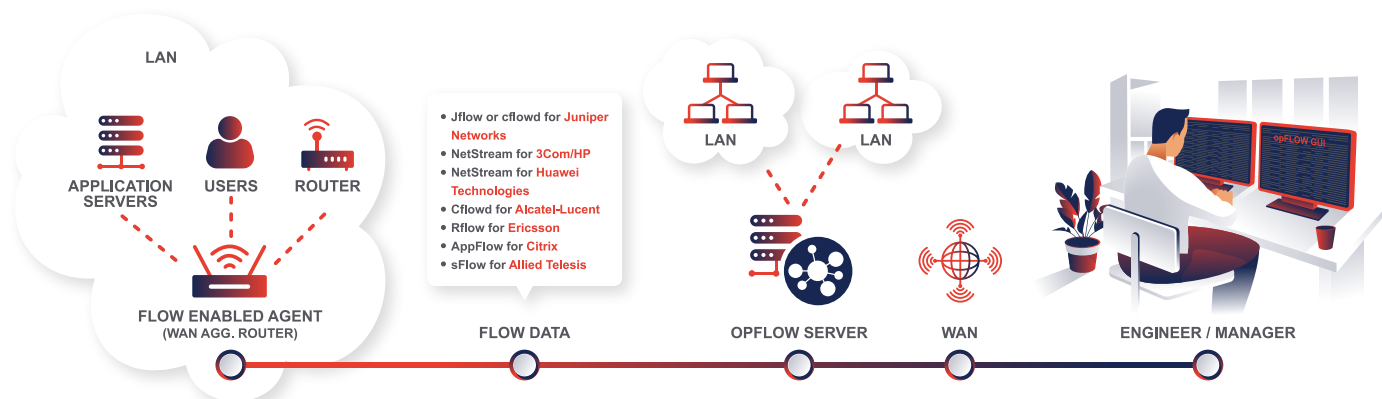 LAN
APPLICATION
SERVERS
USERS
ROUTER
FLOW ENABLED AGENT
(WAN AGG. ROUTER)
• Jflow or cflowd for Juniper
Networks
• NetStream for 3Com/HP
• NetStream for Huawei
Technologies
• Cflowd for Alcatel-Lucent
• Rflow for Ericsson
• AppFlow for Citrix
• sFlow for Allied Telesis
FLOW DATA
LAN
LAN
OPFLOW SERVER
WAN
opFLOW GUI
ENGINEER / MANAGER